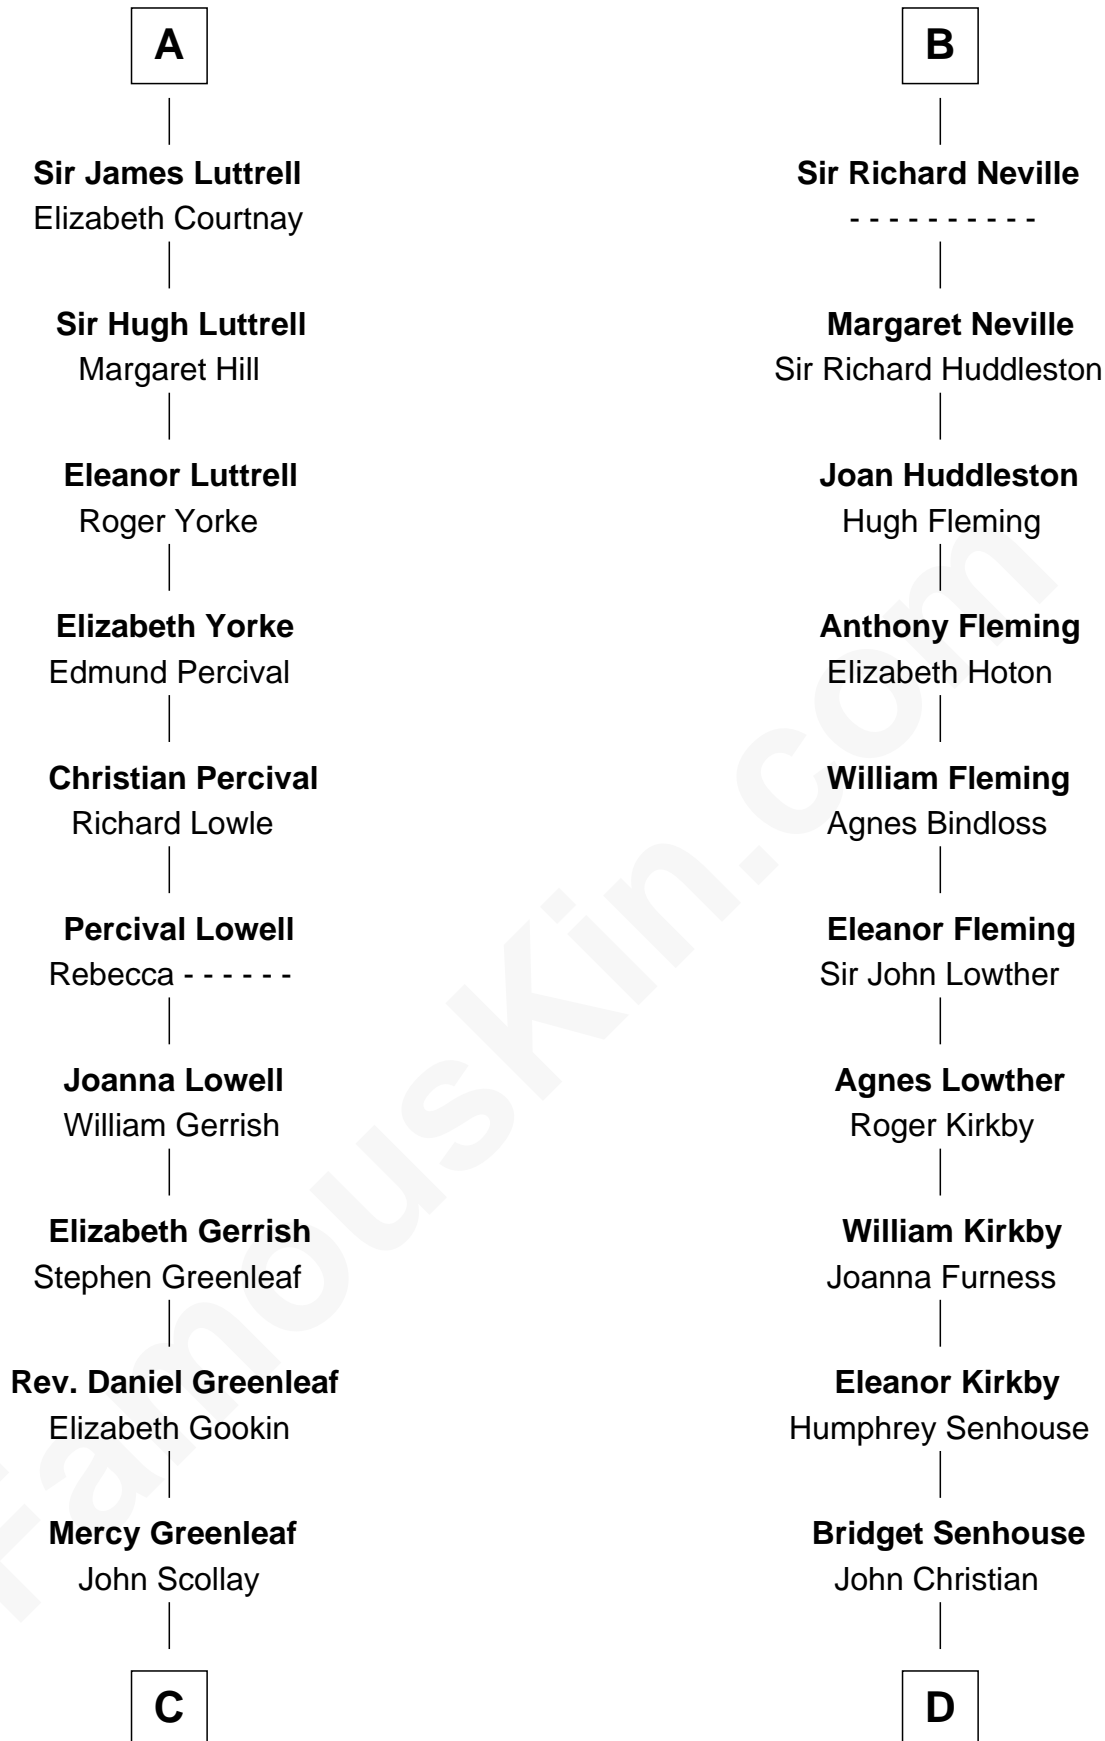 A
Sir James Luttrell
Elizabeth Courtnay
Sir Hugh Luttrell
Margaret Hill
Eleanor Luttrell
Roger Yorke
Elizabeth Yorke
Edmund Percival
Christian Percival
Richard Lowle
Percival Lowell
Rebecca - - - - - -
Joanna Lowell
William Gerrish
Elizabeth Gerrish
Stephen Greenleaf
Rev. Daniel Greenleaf
Elizabeth Gookin
Mercy Greenleaf
John Scollay
C
B
Sir Richard Neville
- - - - - - - - - -
Margaret Neville
Sir Richard Huddleston
Joan Huddleston
Hugh Fleming
Anthony Fleming
Elizabeth Hoton
William Fleming
Agnes Bindloss
Eleanor Fleming
Sir John Lowther
Agnes Lowther
Roger Kirkby
William Kirkby
Joanna Furness
Eleanor Kirkby
Humphrey Senhouse
Bridget Senhouse
John Christian
D
FamousKin.com